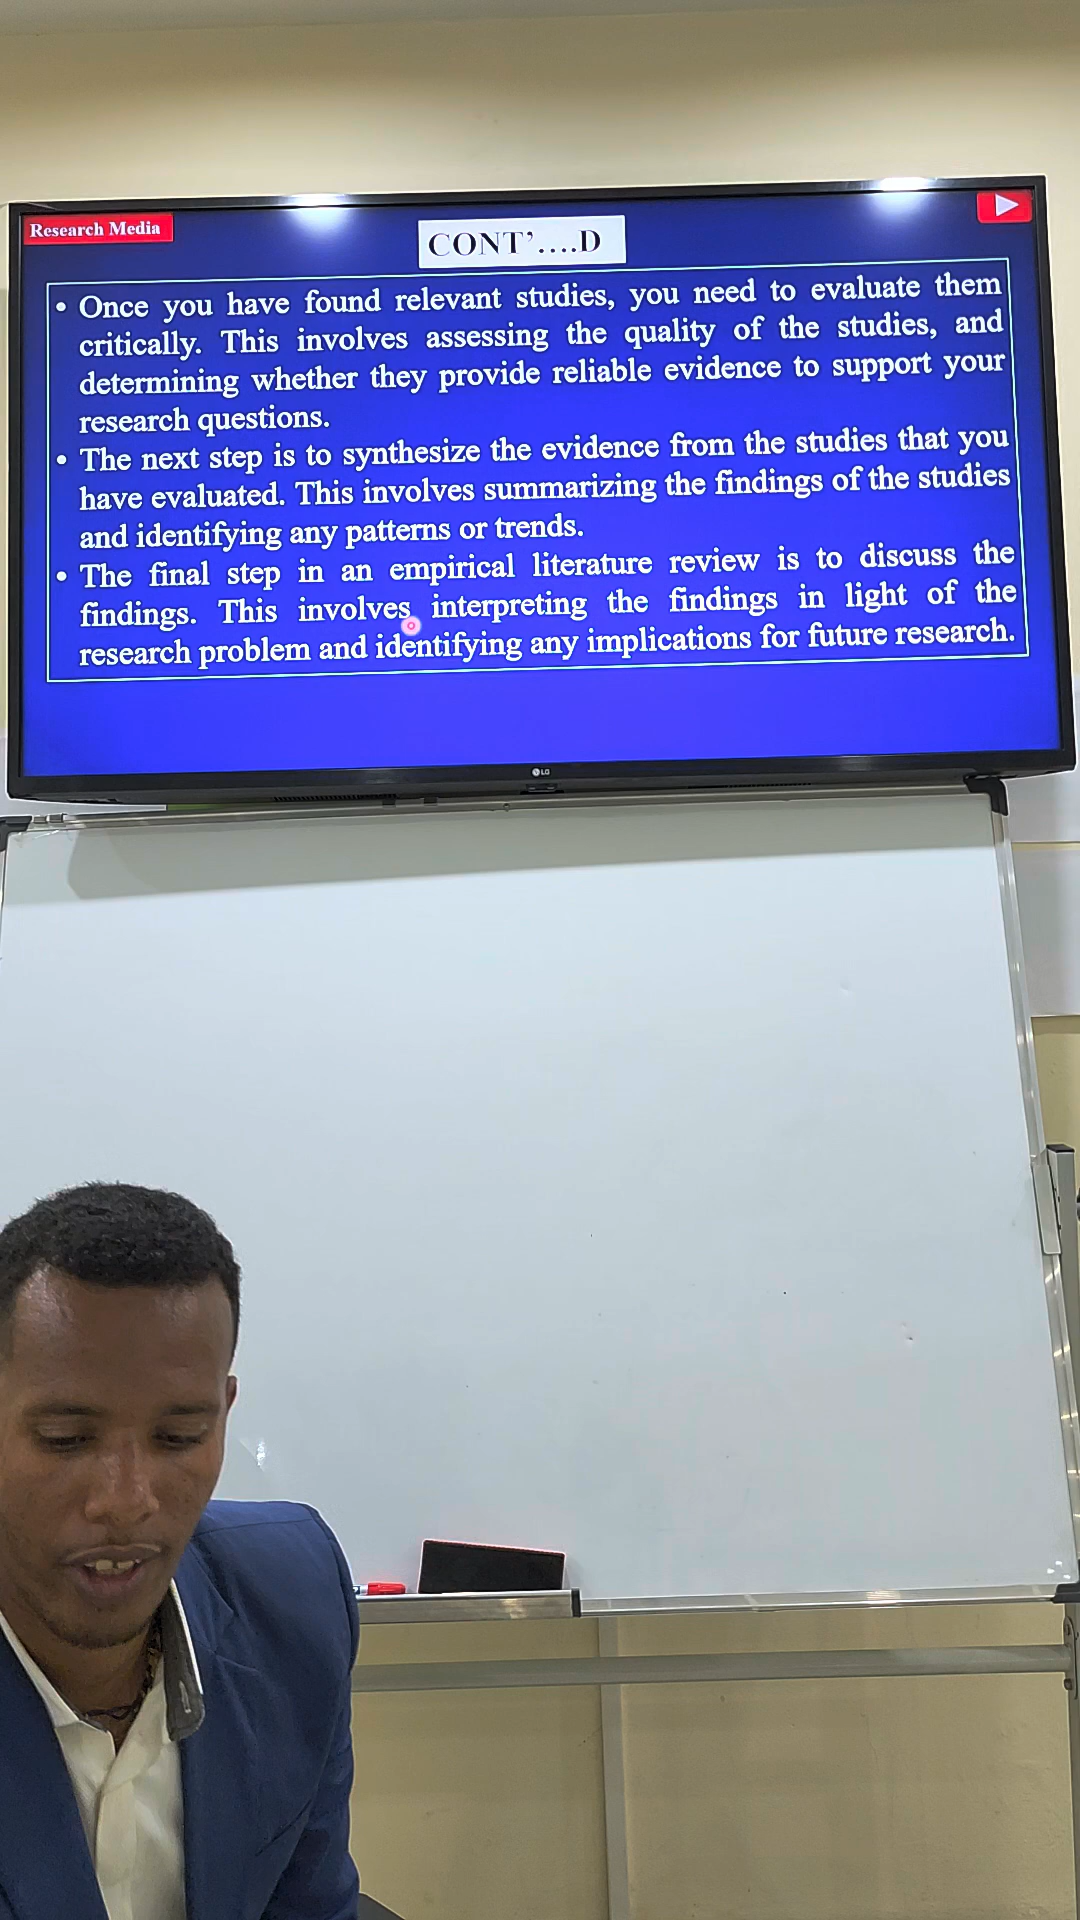 Research Media
CONT’....D
• Once you have found relevant studies, you need to evaluate them
critically. This involves assessing the quality of the studies, and
determining whether they provide reliable evidence to support your
research questions.
• The next step is to synthesize the evidence from the studies that you
have evaluated. This involves summarizing the findings of the studies
and identifying any patterns or trends.
• The final step in an empirical literature review is to discuss the
findings. This involves interpreting the findings in light of the
research problem and identifying any implications for future research.
LG